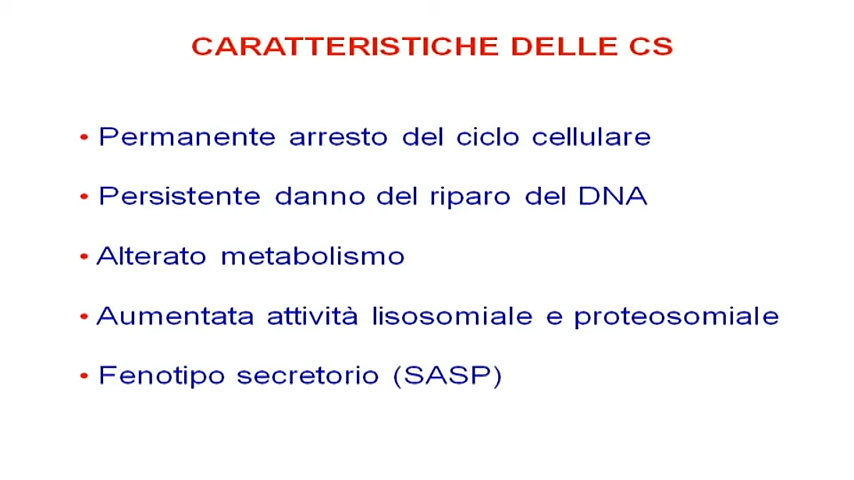 CARATTERISTICHE DELLE CS
• Permanente arresto del ciclo cellulare
• Persistente danno del riparo del DNA
• Alterato metabolismo
• Aumentata attività lisosomiale e proteosomiale
• Fenotipo secretorio (SASP)